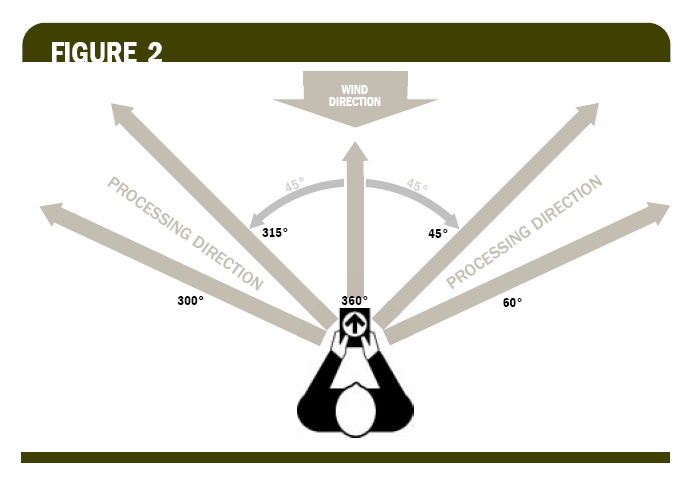 FIGURE 2
WIND
DIRECTION
45°
45°
PROCESSING DIRECTION
PROCESSING DIRECTION
315°
45°
300°
360°
60°